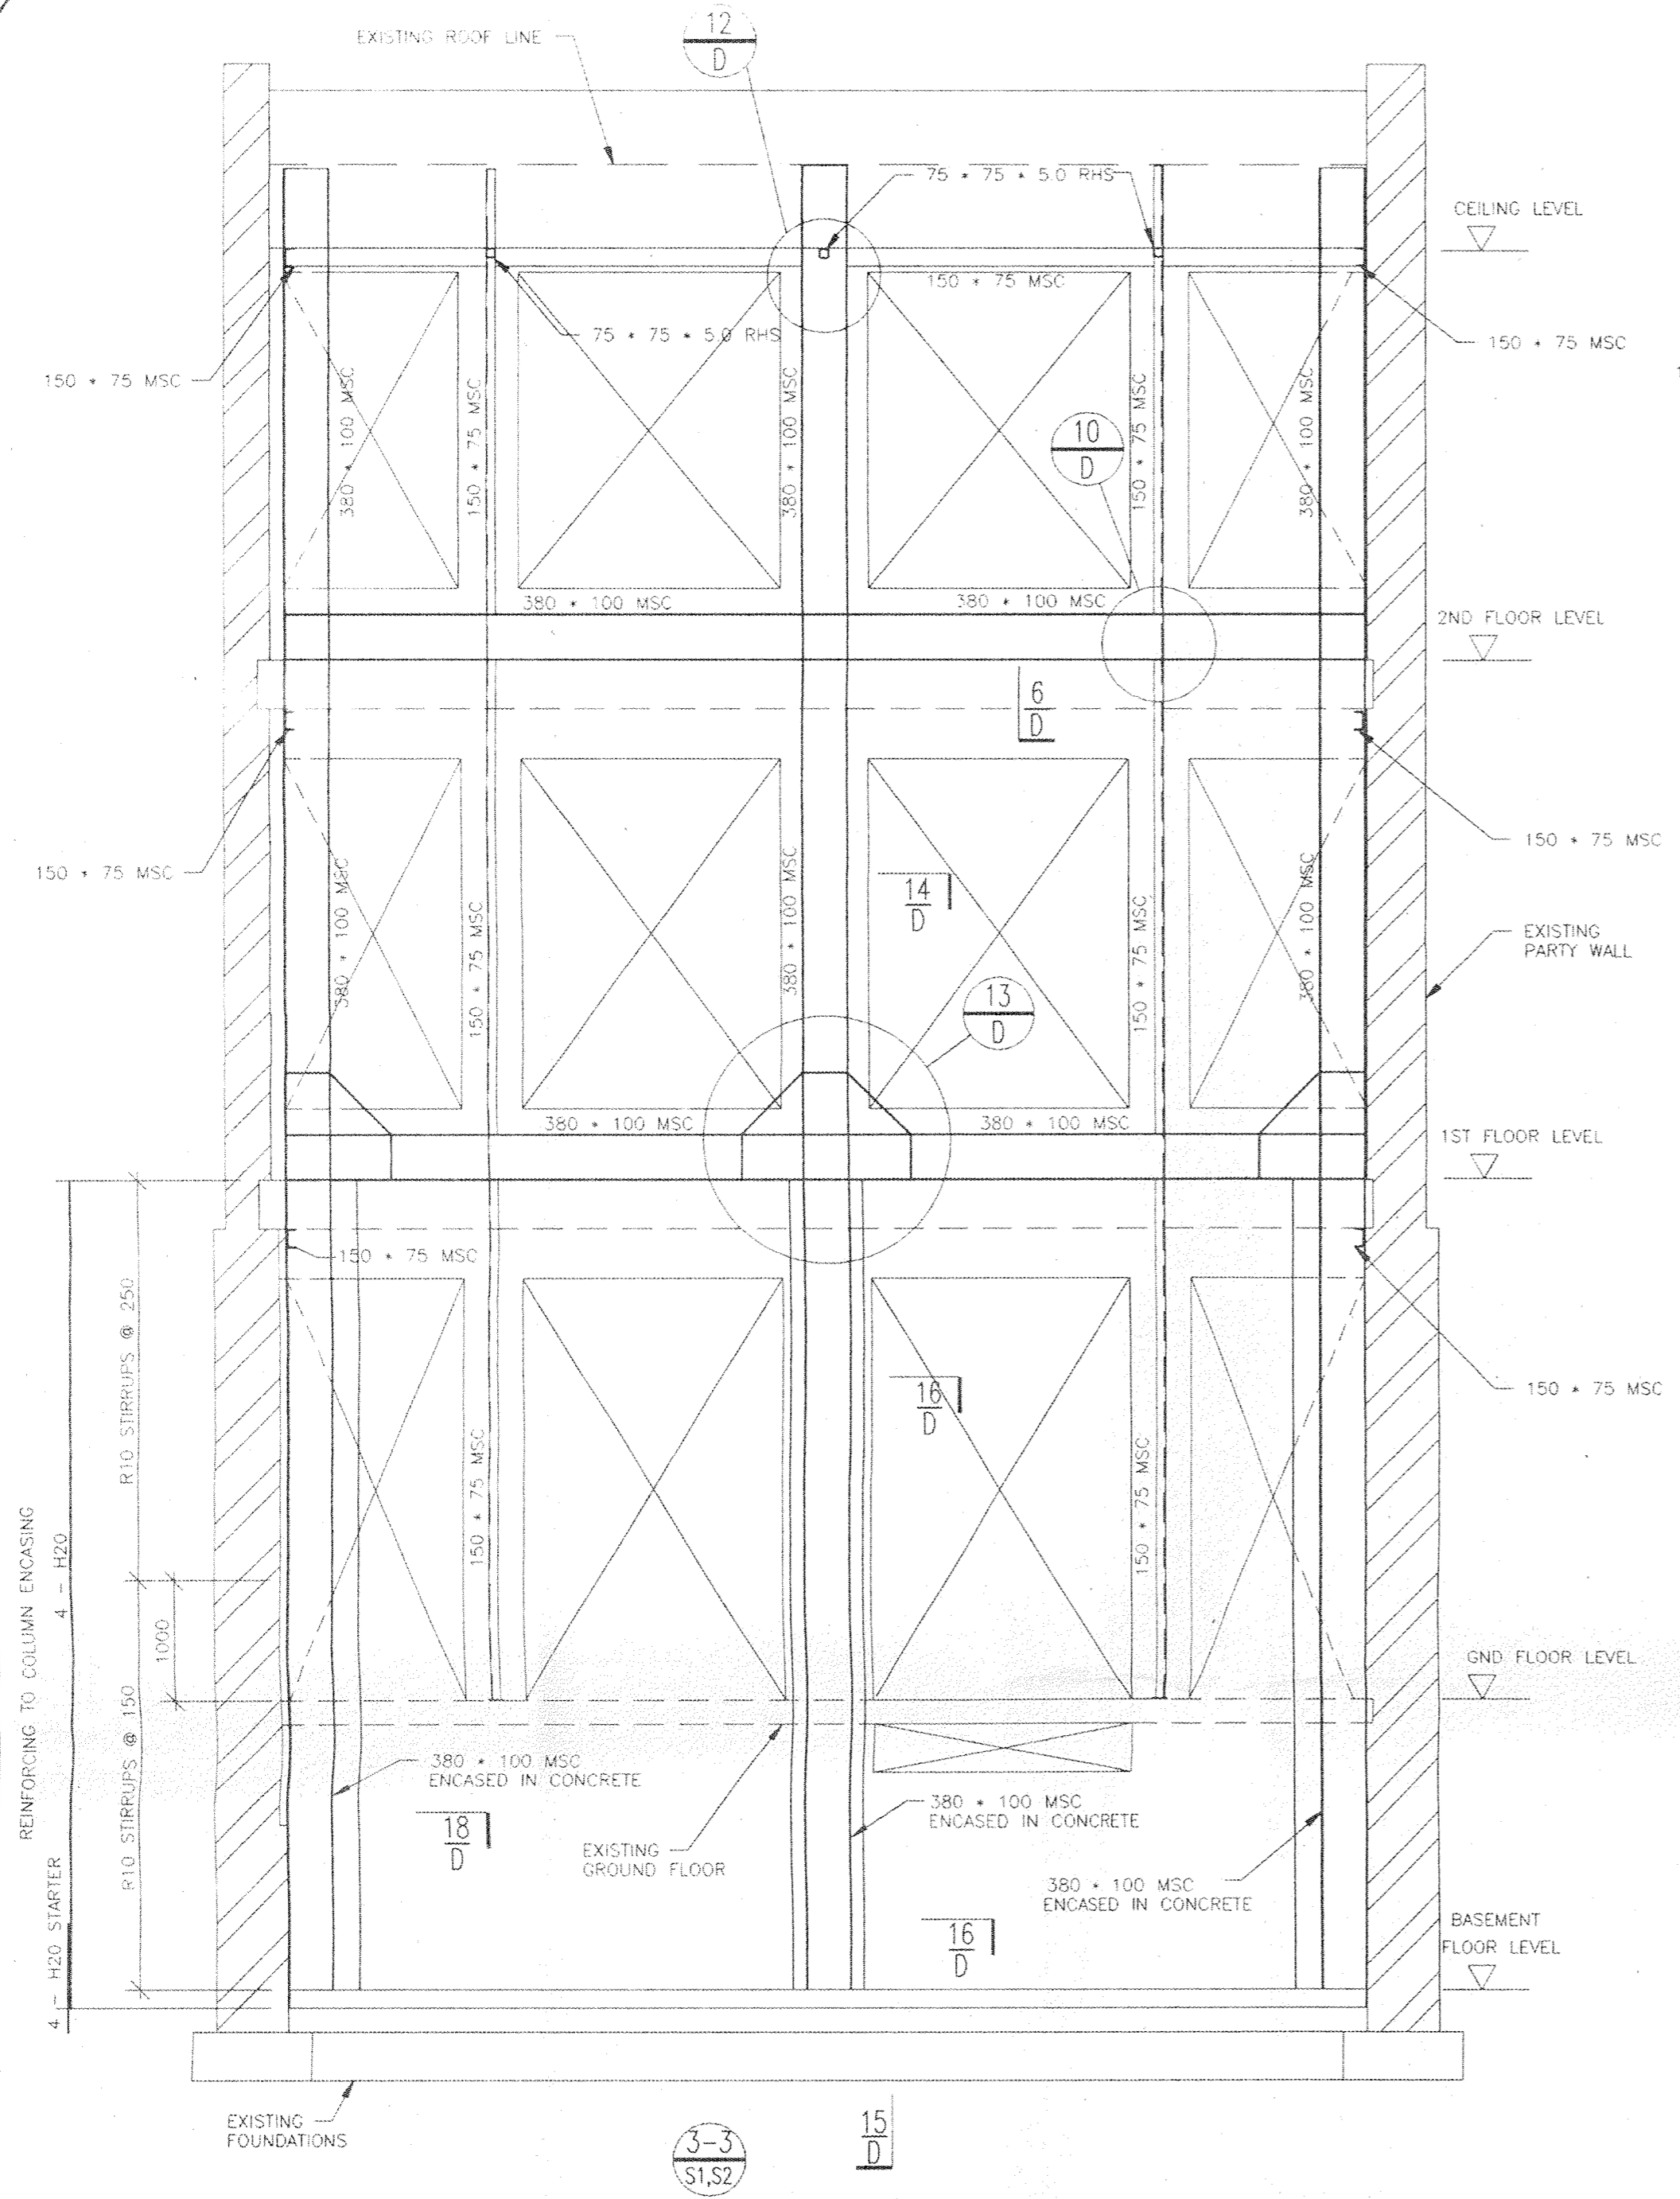 12
D
EXISTING ROOF LINE
75 * 75 * 5.0 RHS
CEILING LEVEL
150 * 75 MSC
75 * 75 * 5.0 RHS
150 * 75 MSC
150 * 75 MSC
380 * 100 MSC
150 * 75 MSC
380 * 100 MSC
10
D
150 * 75 MSC
380 * 100 MSC
380 * 100 MSC
380 * 100 MSC
2ND FLOOR LEVEL
6
D
150 * 75 MSC
150 * 75 MSC
380 * 100 MSC
150 * 75 MSC
380 * 100 MSC
14
D
150 * 75 MSC
380 * 100 MSC
EXISTING
PARTY WALL
13
D
380 * 100 MSC
380 * 100 MSC
1ST FLOOR LEVEL
150 * 75 MSC
R10 STIRRUPS @ 250
150 * 75 MSC
16
D
150 * 75 MSC
150 * 75 MSC
REINFORCING TO COLUMN ENCASING
4 - H20
1000
GND FLOOR LEVEL
R10 STIRRUPS @ 150
380 * 100 MSC
ENCASED IN CONCRETE
380 * 100 MSC
ENCASED IN CONCRETE
18
D
EXISTING
GROUND FLOOR
380 * 100 MSC
ENCASED IN CONCRETE
4 - H20 STARTER
16
D
BASEMENT
FLOOR LEVEL
EXISTING
FOUNDATIONS
3-3
S1,S2
15
D